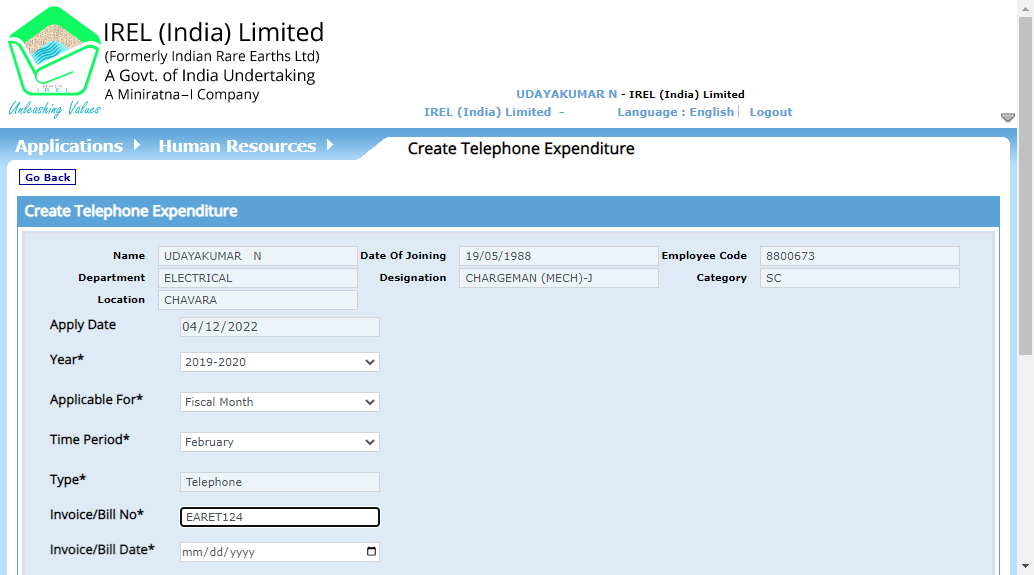 IREL (India) Limited
(Formerly Indian Rare Earths Ltd)
A Govt. of India Undertaking
A Miniratna–I Company
IREL
Unleashing Values
UDAYAKUMAR N - IREL (India) Limited
IREL (India) Limited - Language : English Logout
Applications Human Resources Create Telephone Expenditure
Go Back
Create Telephone Expenditure
Name UDAYAKUMAR N Date Of Joining 19/05/1988 Employee Code 8800673
Department ELECTRICAL Designation CHARGEMAN (MECH)-J Category SC
Location CHAVARA
Apply Date 04/12/2022
Year* 2019-2020
Applicable For* Fiscal Month
Time Period* February
Type* Telephone
Invoice/Bill No* EARET124
Invoice/Bill Date* mm/dd/yyyy